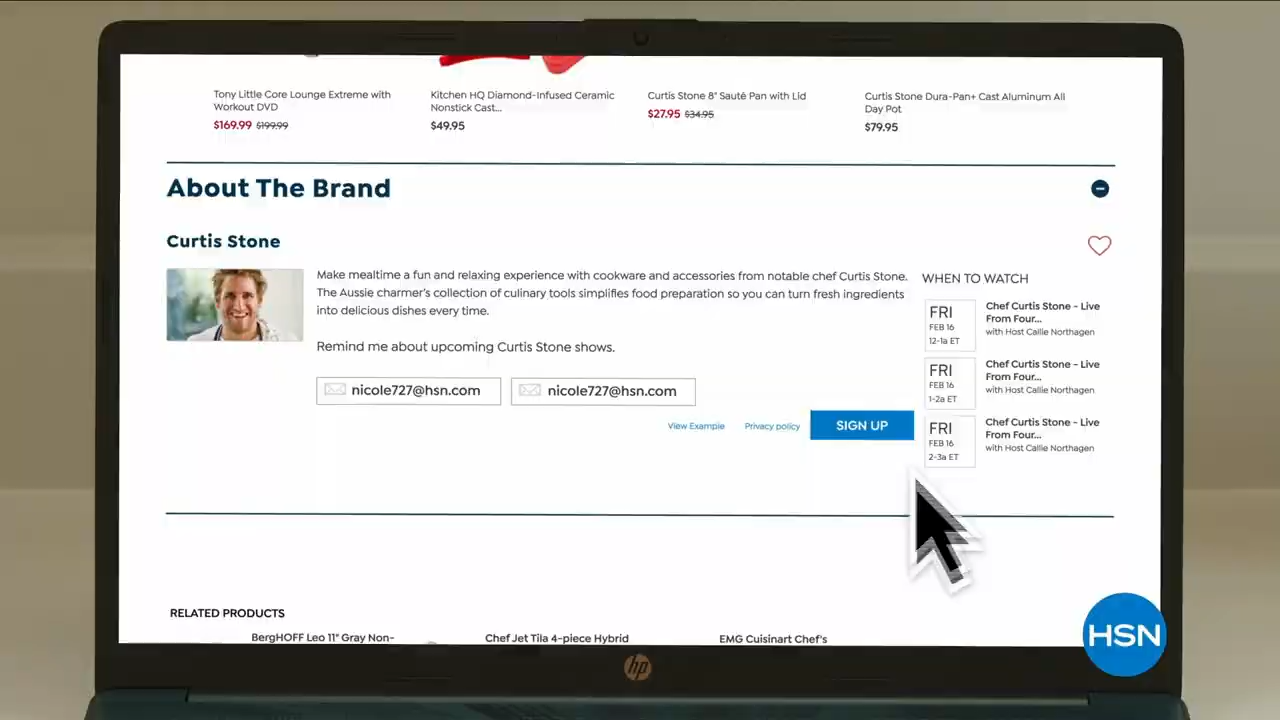 Tony Little Core Lounge Extreme with
Workout DVD
$169.99 $199.99
Kitchen HQ Diamond-Infused Ceramic
Nonstick Cast...
$49.95
Curtis Stone 8" Sauté Pan with Lid
$27.95 $34.95
Curtis Stone Dura-Pan+ Cast Aluminum All
Day Pot
$79.95
About The Brand
Curtis Stone
Make mealtime a fun and relaxing experience with cookware and accessories from notable chef Curtis Stone.
The Aussie charmer's collection of culinary tools simplifies food preparation so you can turn fresh ingredients
into delicious dishes every time.
Remind me about upcoming Curtis Stone shows.
nicole727@hsn.com
nicole727@hsn.com
View Example
Privacy policy
SIGN UP
WHEN TO WATCH
FRI
FEB 16
12-1a ET
Chef Curtis Stone - Live
From Four...
with Host Callie Northagen
FRI
FEB 16
1-2a ET
Chef Curtis Stone - Live
From Four...
with Host Callie Northagen
FRI
FEB 16
2-3a ET
Chef Curtis Stone - Live
From Four...
with Host Callie Northagen
RELATED PRODUCTS
BergHOFF Leo 11" Gray Non-
Chef Jet Tila 4-piece Hybrid
EMG Cuisinart Chef's
HSN
hp